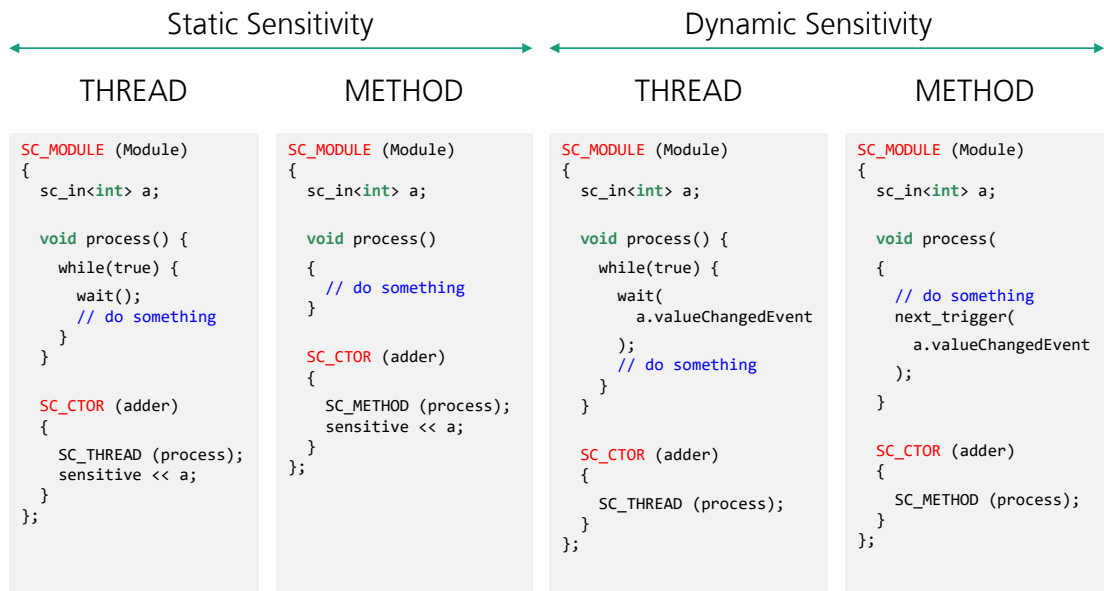 Static Sensitivity
Dynamic Sensitivity
THREAD
METHOD
THREAD
METHOD
SC_MODULE (Module)
{
  sc_in<int> a;
  void process() {
    while(true) {
      wait();
      // do something
    }
  }
  SC_CTOR (adder)
  {
    SC_THREAD (process);
    sensitive << a;
  }
};
SC_MODULE (Module)
{
  sc_in<int> a;
  void process()
  {
    // do something
  }
  SC_CTOR (adder)
  {
    SC_METHOD (process);
    sensitive << a;
  }
};
SC_MODULE (Module)
{
  sc_in<int> a;
  void process() {
    while(true) {
      wait(
        a.valueChangedEvent
      );
      // do something
    }
  }
  SC_CTOR (adder)
  {
    SC_THREAD (process);
  }
};
SC_MODULE (Module)
{
  sc_in<int> a;
  void process(
  {
    // do something
    next_trigger(
      a.valueChangedEvent
    );
  }
  SC_CTOR (adder)
  {
    SC_METHOD (process);
  }
};